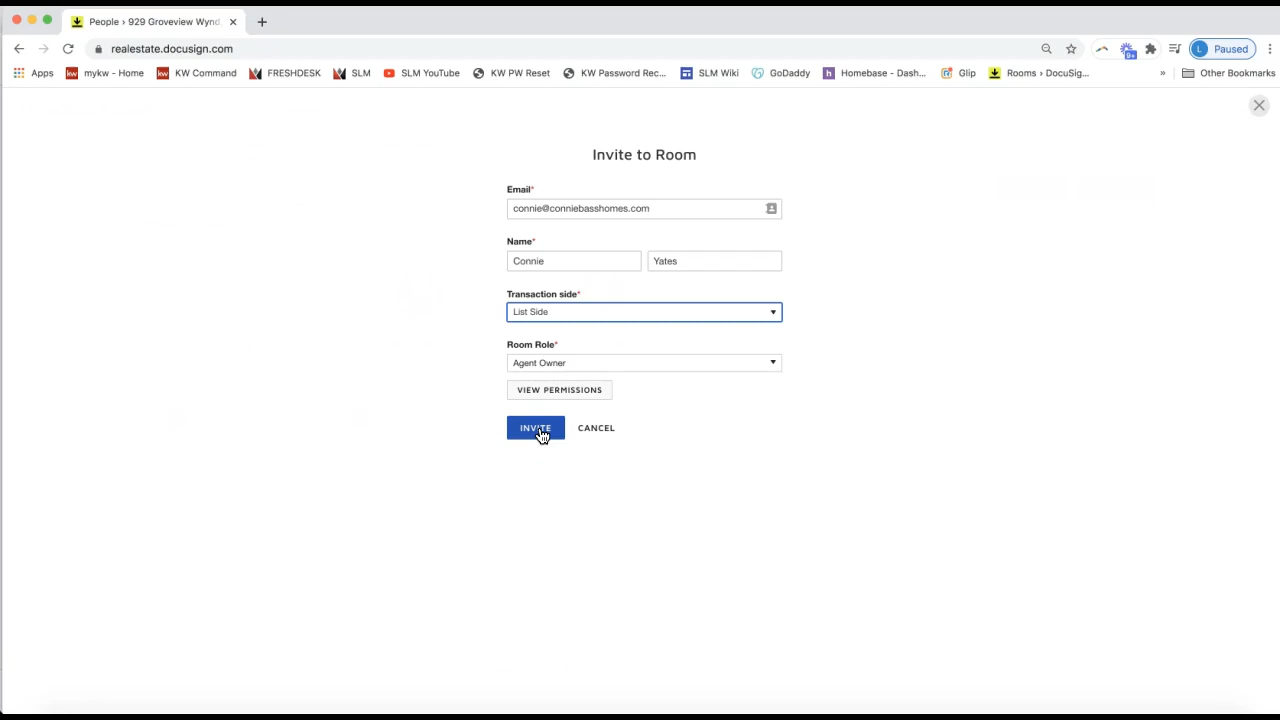 People › 929 Groveview Wynd
realestate.docusign.com
L Paused
Apps mykw - Home KW Command FRESHDESK SLM SLM YouTube KW PW Reset KW Password Rec... SLM Wiki GoDaddy Homebase - Dash... Glip Rooms › DocuSig... » Other Bookmarks
Invite to Room
Email*
connie@conniebasshomes.com
Name*
Connie Yates
Transaction side*
List Side
Room Role*
Agent Owner
VIEW PERMISSIONS
INVITE CANCEL